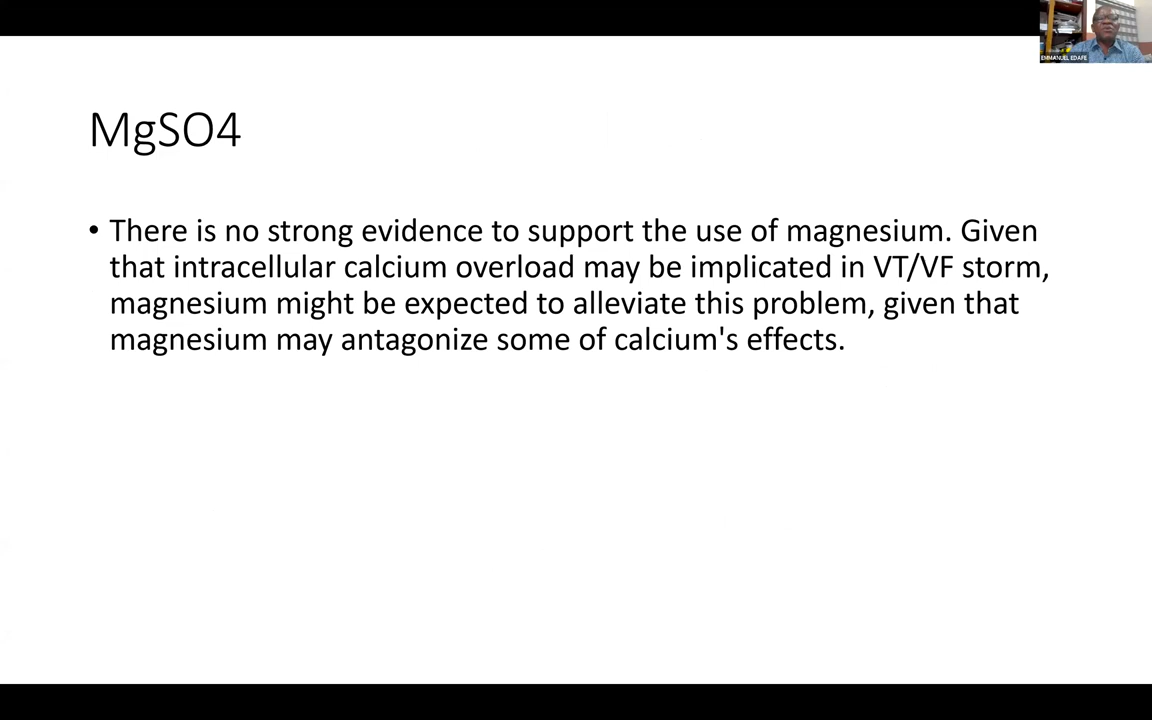 EMMANUEL EDAFE
MgSO4
• There is no strong evidence to support the use of magnesium. Given
that intracellular calcium overload may be implicated in VT/VF storm,
magnesium might be expected to alleviate this problem, given that
magnesium may antagonize some of calcium's effects.